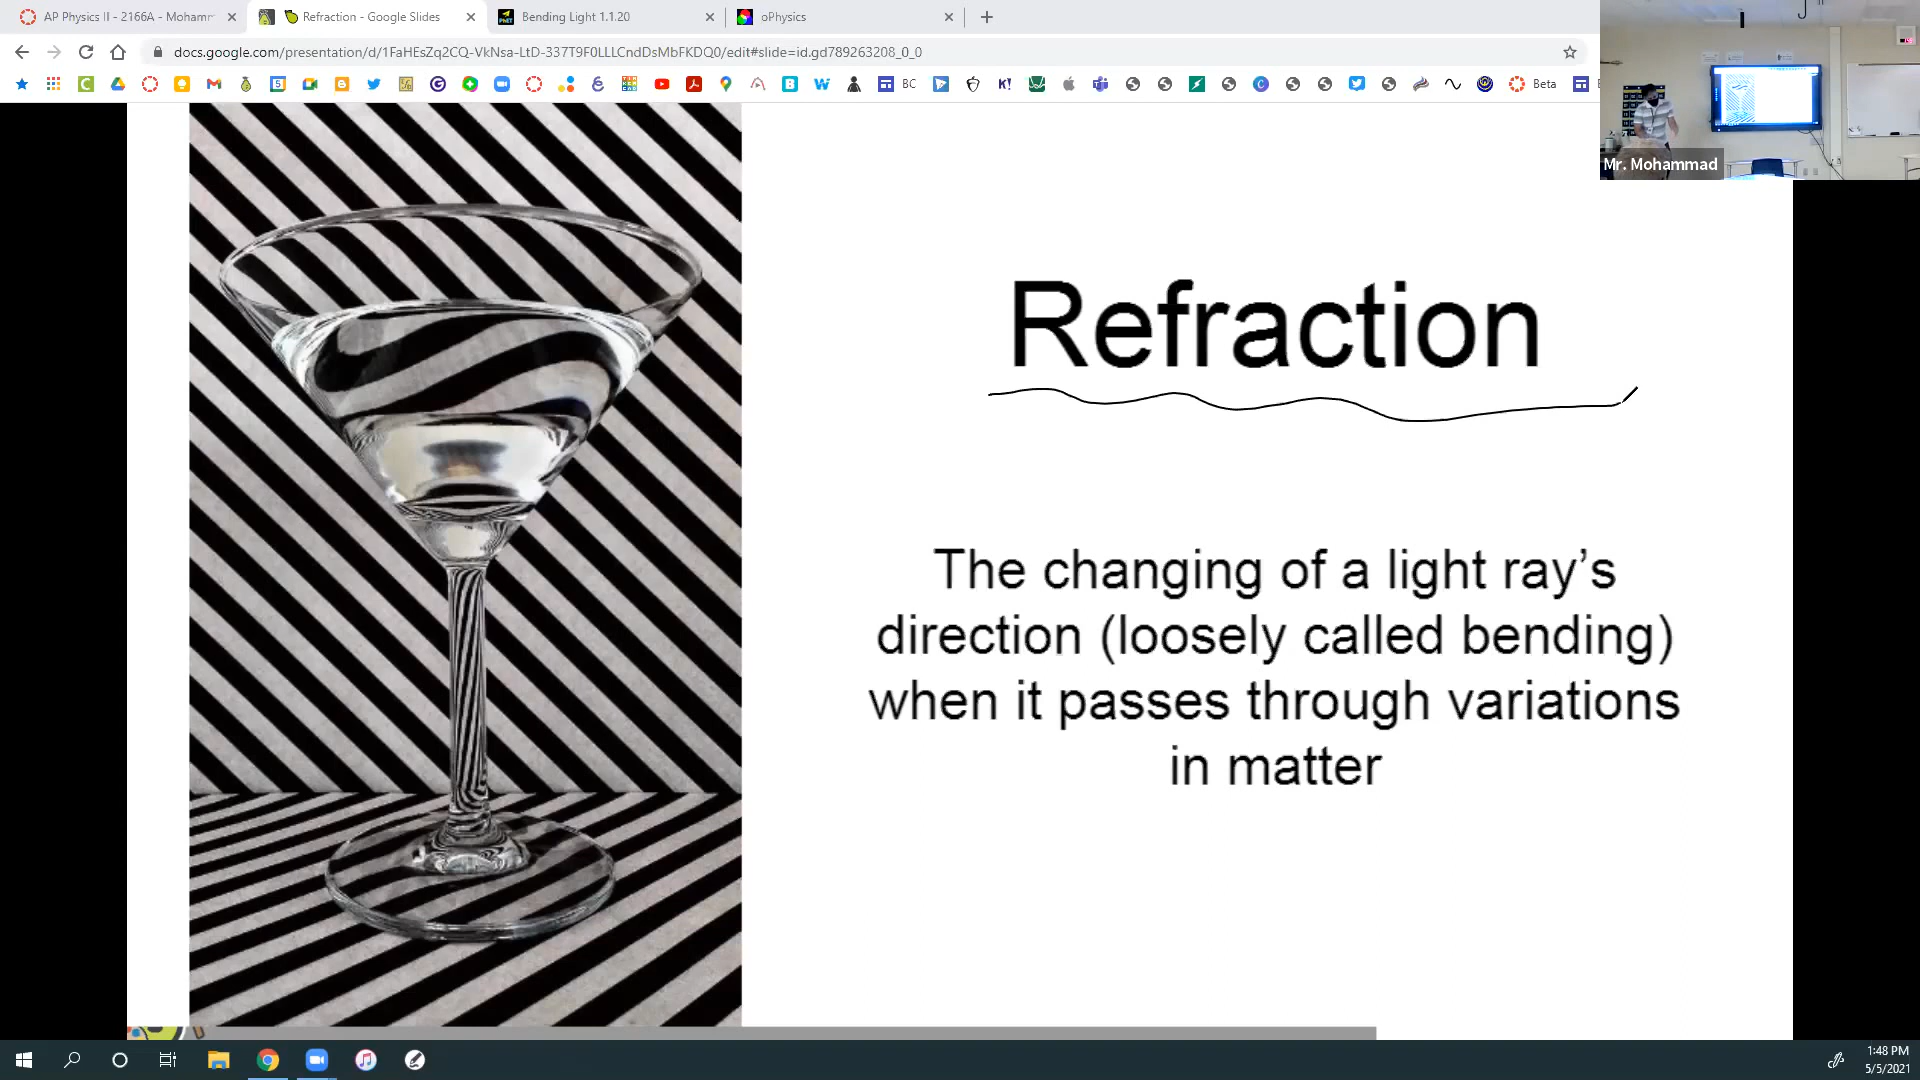 AP Physics II - 2166A - Mohamm
Refraction - Google Slides
Bending Light 1.1.20
oPhysics
docs.google.com/presentation/d/1FaHEsZq2CQ-VkNsa-LtD-337T9F0LLLCndDsMbFKDQ0/edit#slide=id.gd789263208_0_0
BC
Beta
Mr. Mohammad
Refraction
The changing of a light ray’s
direction (loosely called bending)
when it passes through variations
in matter
1:48 PM
5/5/2021